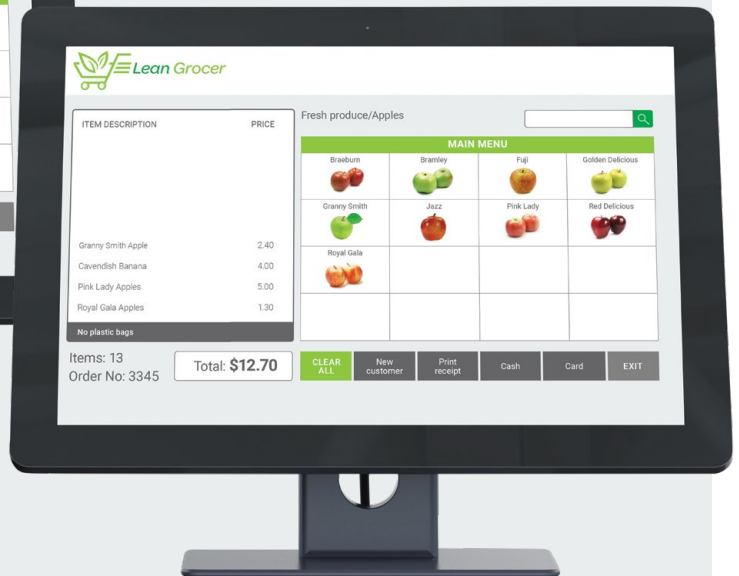 Lean Grocer
ITEM DESCRIPTION PRICE
Granny Smith Apple 2.40
Cavendish Banana 4.00
Pink Lady Apples 5.00
Royal Gala Apples 1.30
No plastic bags
Items: 13
Order No: 3345
Total: $12.70
Fresh produce/Apples
MAIN MENU
Braeburn Bramley Fuji Golden Delicious
Granny Smith Jazz Pink Lady Red Delicious
Royal Gala
CLEAR
ALL
New
customer
Print
receipt
Cash
Card
EXIT